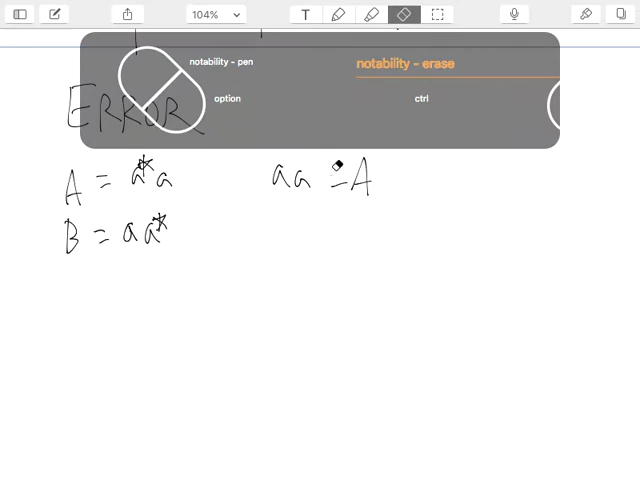 104%
T
notability - pen
notability - erase
option
ctrl
ERROR
A = a*a
aa = A
B = aa*